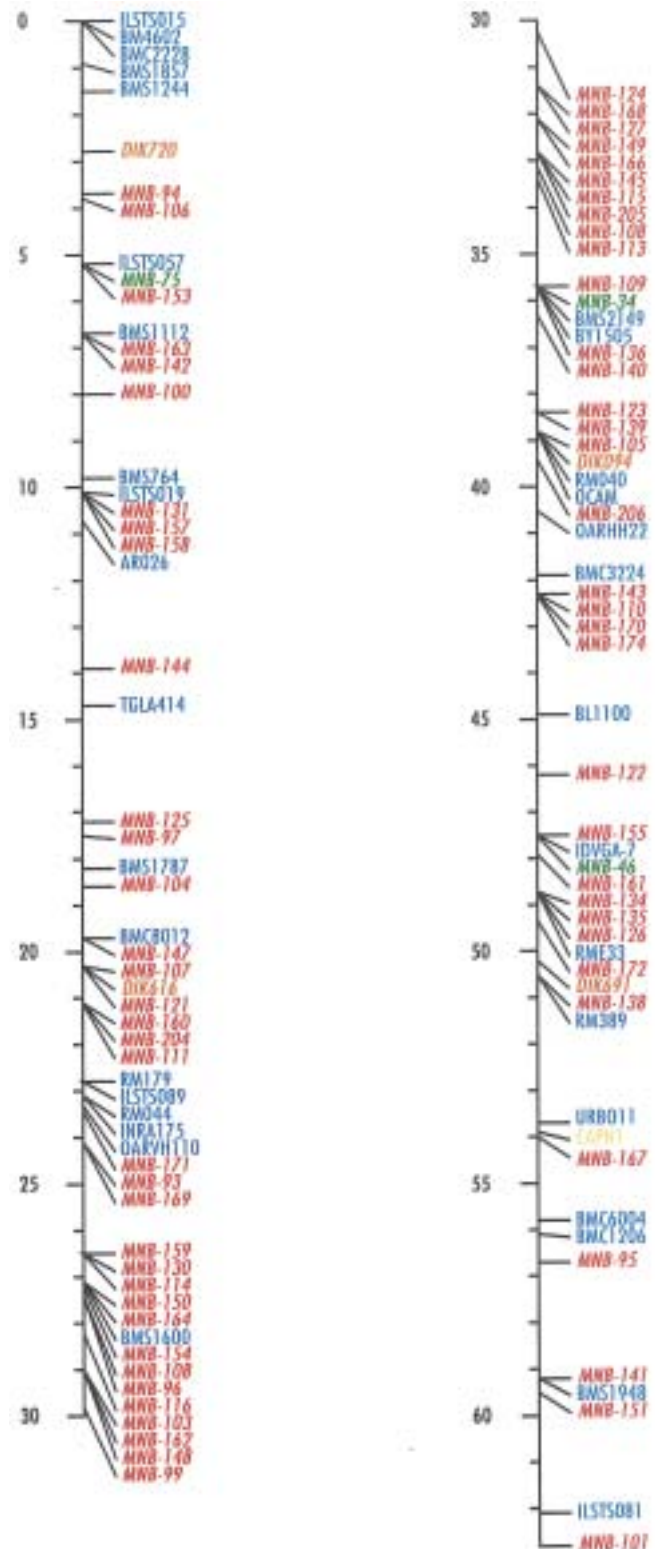 0
ILSTS015
BM4602
BMC2228
BMS1857
BMS1244
DIK720
MNB-94
MNB-106
5
ILSTS057
MNB-75
MNB-153
BMS1112
MNB-163
MNB-142
MNB-100
BMS764
10
ILSTS019
MNB-131
MNB-157
MNB-158
ARO26
MNB-144
TGLA414
15
MNB-125
MNB-97
BMS1787
MNB-104
BMCB012
20
MNB-147
MNB-107
DIK616
MNB-121
MNB-160
MNB-204
MNB-111
RM179
ILSTS089
RM044
INRA175
OARVH110
MNB-171
MNB-93
25
MNB-169
MNB-159
MNB-130
MNB-114
MNB-150
MNB-164
BMS1600
MNB-154
MNB-108
MNB-96
MNB-116
30
MNB-103
MNB-162
MNB-148
MNB-99
30
MNB-124
MNB-168
MNB-127
MNB-149
MNB-166
MNB-145
MNB-115
MNB-205
MNB-108
35
MNB-113
MNB-109
MNB-34
BMS2149
BY1505
MNB-136
MNB-140
MNB-123
MNB-139
MNB-105
DIK094
RM040
40
OCAM
MNB-206
OARHH22
BMC3224
MNB-143
MNB-110
MNB-170
MNB-174
45
BL1100
MNB-122
MNB-155
IDVGA-7
MNB-46
MNB-161
MNB-134
MNB-135
MNB-126
50
RME33
MNB-172
DIK691
MNB-138
RM389
URB011
CAPN1
MNB-167
55
BMC6004
BMC1206
MNB-95
MNB-141
BMS1948
MNB-151
60
ILSTS081
MNB-101